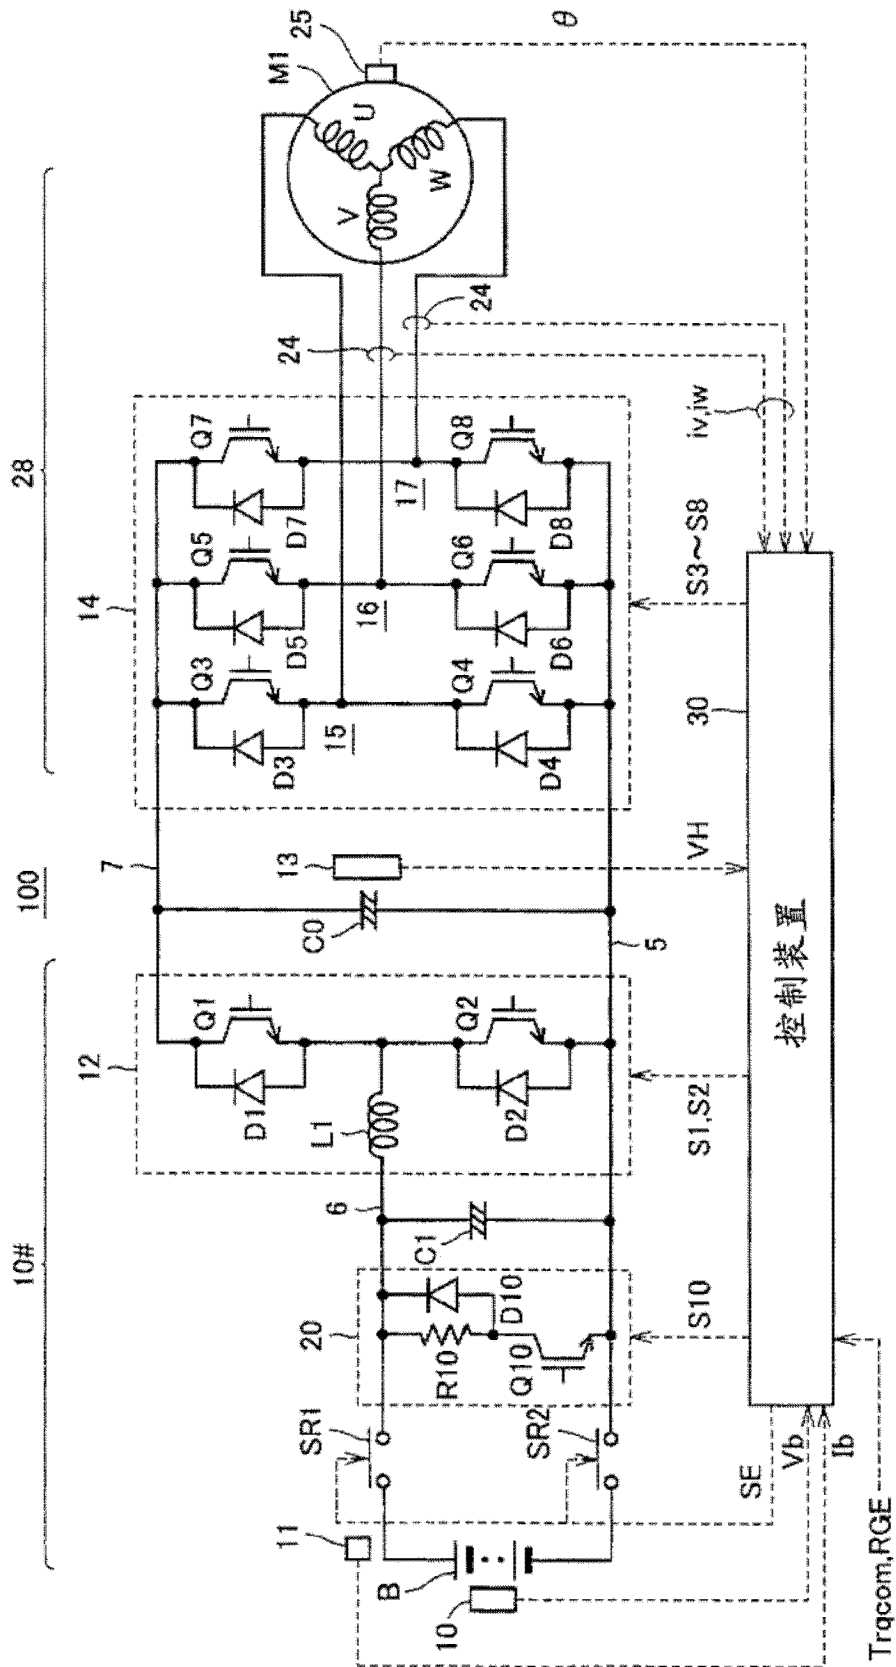 10#
100
28
20
12
14
7
5
6
13
C0
C1
11
B
10
SR1
SR2
R10
D10
Q10
L1
D1
Q1
D2
Q2
D3
Q3
D4
Q4
D5
Q5
D6
Q6
D7
Q7
D8
Q8
15
16
17
24
24
M1
25
U
V
W
θ
iv,iw
SE
Vb
Ib
Trqcom,RGE
S10
S1,S2
VH
30
S3～S8
控制装置